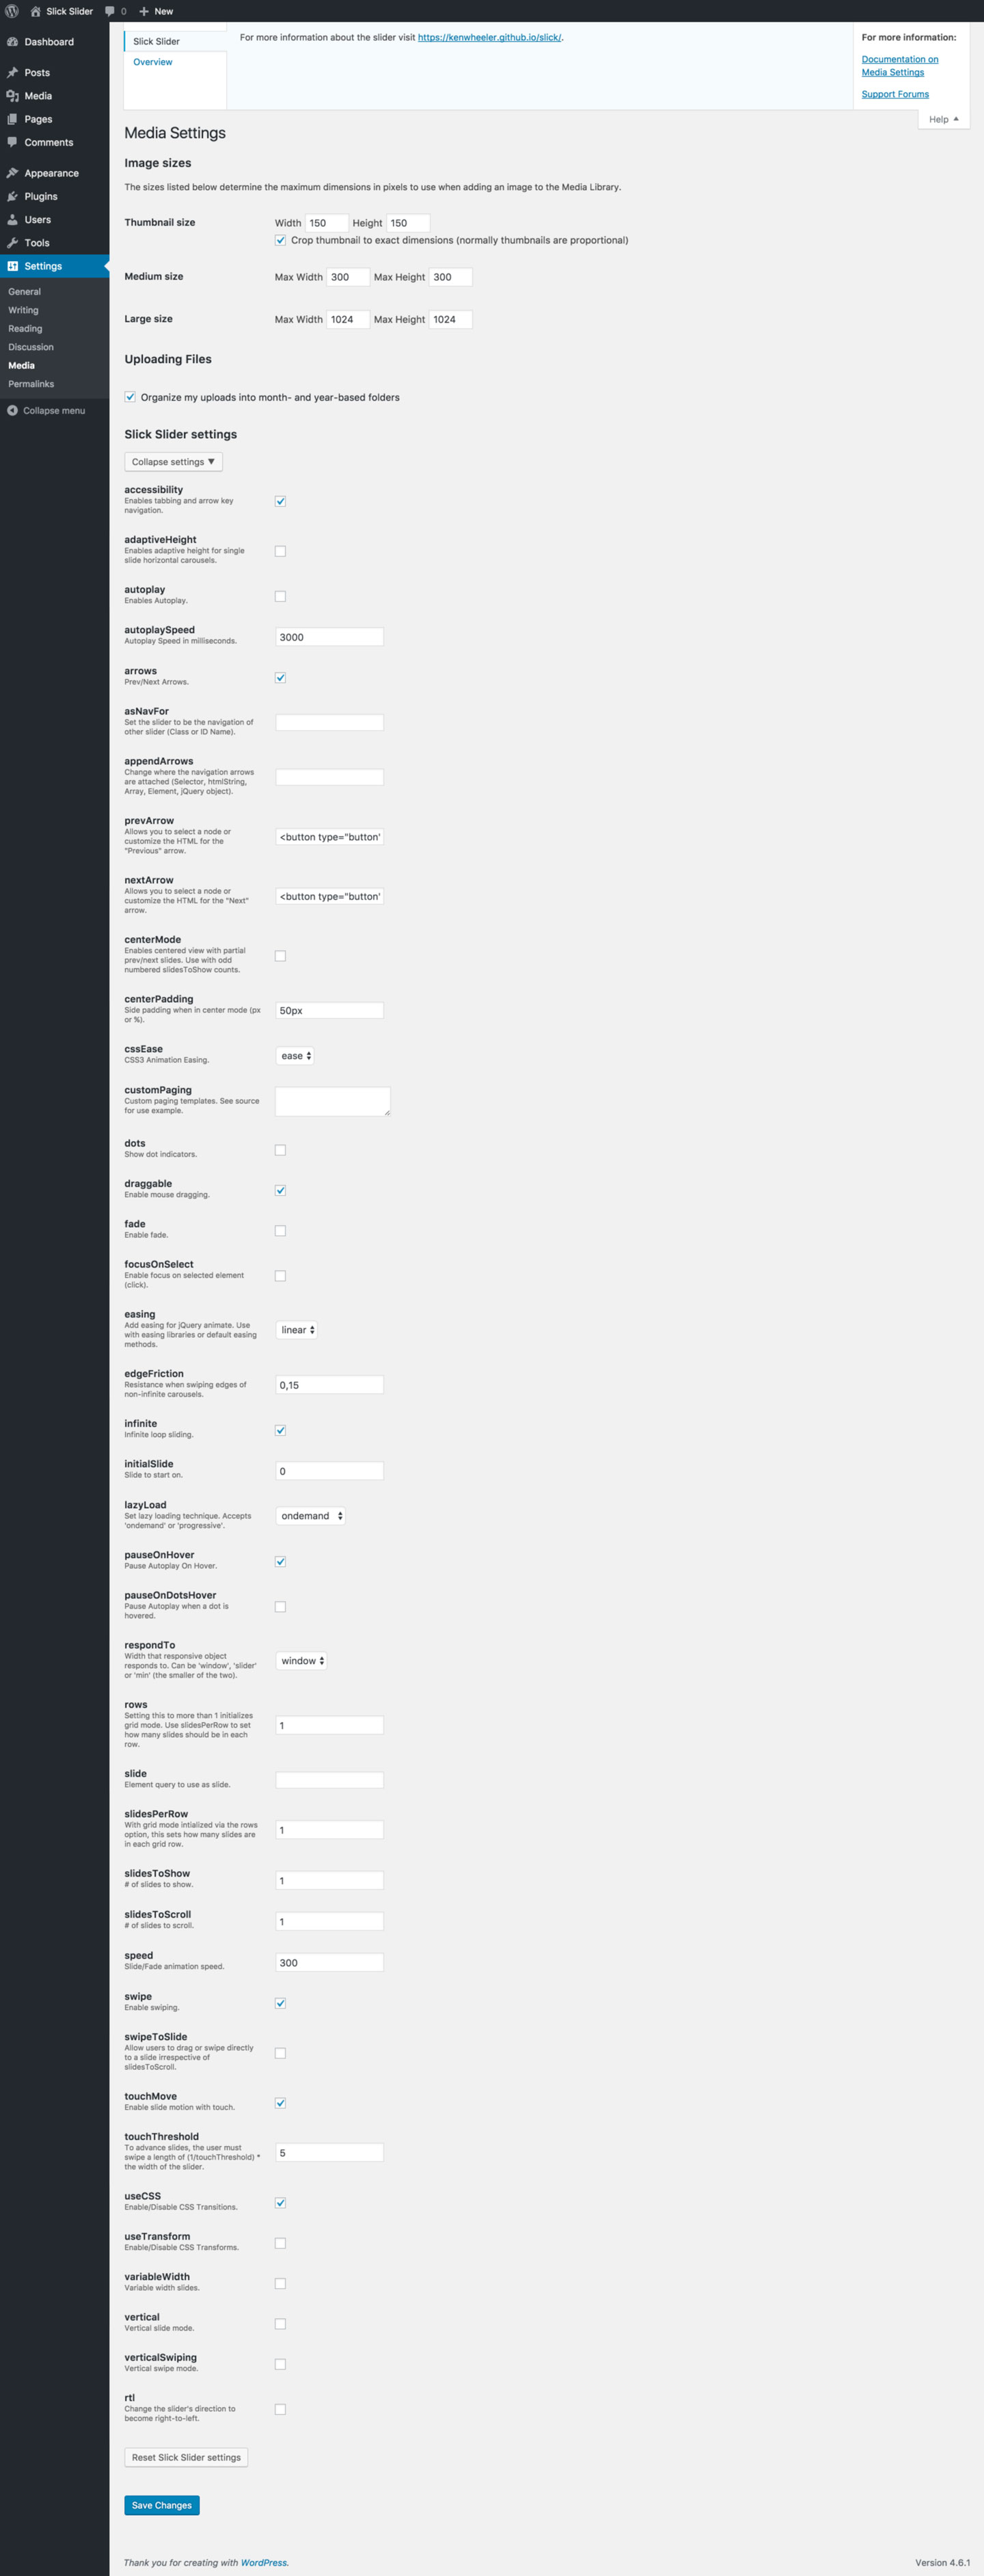 Slick Slider 0 New
Dashboard
Posts
Media
Pages
Comments
Appearance
Plugins
Users
Tools
Settings
General
Writing
Reading
Discussion
Media
Permalinks
Collapse menu
Slick Slider
Overview
For more information about the slider visit https://kenwheeler.github.io/slick/.
For more information:
Documentation on
Media Settings
Support Forums
Help
Media Settings
Image sizes
The sizes listed below determine the maximum dimensions in pixels to use when adding an image to the Media Library.
Thumbnail size Width 150 Height 150
Crop thumbnail to exact dimensions (normally thumbnails are proportional)
Medium size Max Width 300 Max Height 300
Large size Max Width 1024 Max Height 1024
Uploading Files
Organize my uploads into month- and year-based folders
Slick Slider settings
Collapse settings ▼
accessibility
Enables tabbing and arrow key
navigation.
adaptiveHeight
Enables adaptive height for single
slide horizontal carousels.
autoplay
Enables Autoplay.
autoplaySpeed
Autoplay Speed in milliseconds.
3000
arrows
Prev/Next Arrows.
asNavFor
Set the slider to be the navigation of
other slider (Class or ID Name).
appendArrows
Change where the navigation arrows
are attached (Selector, htmlString,
Array, Element, jQuery object).
prevArrow
Allows you to select a node or
customize the HTML for the
"Previous" arrow.
<button type="button'
nextArrow
Allows you to select a node or
customize the HTML for the "Next"
arrow.
<button type="button'
centerMode
Enables centered view with partial
prev/next slides. Use with odd
numbered slidesToShow counts.
centerPadding
Side padding when in center mode (px
or %).
50px
cssEase
CSS3 Animation Easing.
ease
customPaging
Custom paging templates. See source
for use example.
dots
Show dot indicators.
draggable
Enable mouse dragging.
fade
Enable fade.
focusOnSelect
Enable focus on selected element
(click).
easing
Add easing for jQuery animate. Use
with easing libraries or default easing
methods.
linear
edgeFriction
Resistance when swiping edges of
non-infinite carousels.
0,15
infinite
Infinite loop sliding.
initialSlide
Slide to start on.
0
lazyLoad
Set lazy loading technique. Accepts
'ondemand' or 'progressive'.
ondemand
pauseOnHover
Pause Autoplay On Hover.
pauseOnDotsHover
Pause Autoplay when a dot is
hovered.
respondTo
Width that responsive object
responds to. Can be 'window', 'slider'
or 'min' (the smaller of the two).
window
rows
Setting this to more than 1 initializes
grid mode. Use slidesPerRow to set
how many slides should be in each
row.
1
slide
Element query to use as slide.
slidesPerRow
With grid mode intialized via the rows
option, this sets how many slides are
in each grid row.
1
slidesToShow
# of slides to show.
1
slidesToScroll
# of slides to scroll.
1
speed
Slide/Fade animation speed.
300
swipe
Enable swiping.
swipeToSlide
Allow users to drag or swipe directly
to a slide irrespective of
slidesToScroll.
touchMove
Enable slide motion with touch.
touchThreshold
To advance slides, the user must
swipe a length of (1/touchThreshold) *
the width of the slider.
5
useCSS
Enable/Disable CSS Transitions.
useTransform
Enable/Disable CSS Transforms.
variableWidth
Variable width slides.
vertical
Vertical slide mode.
verticalSwiping
Vertical swipe mode.
rtl
Change the slider's direction to
become right-to-left.
Reset Slick Slider settings
Save Changes
Thank you for creating with WordPress. Version 4.6.1